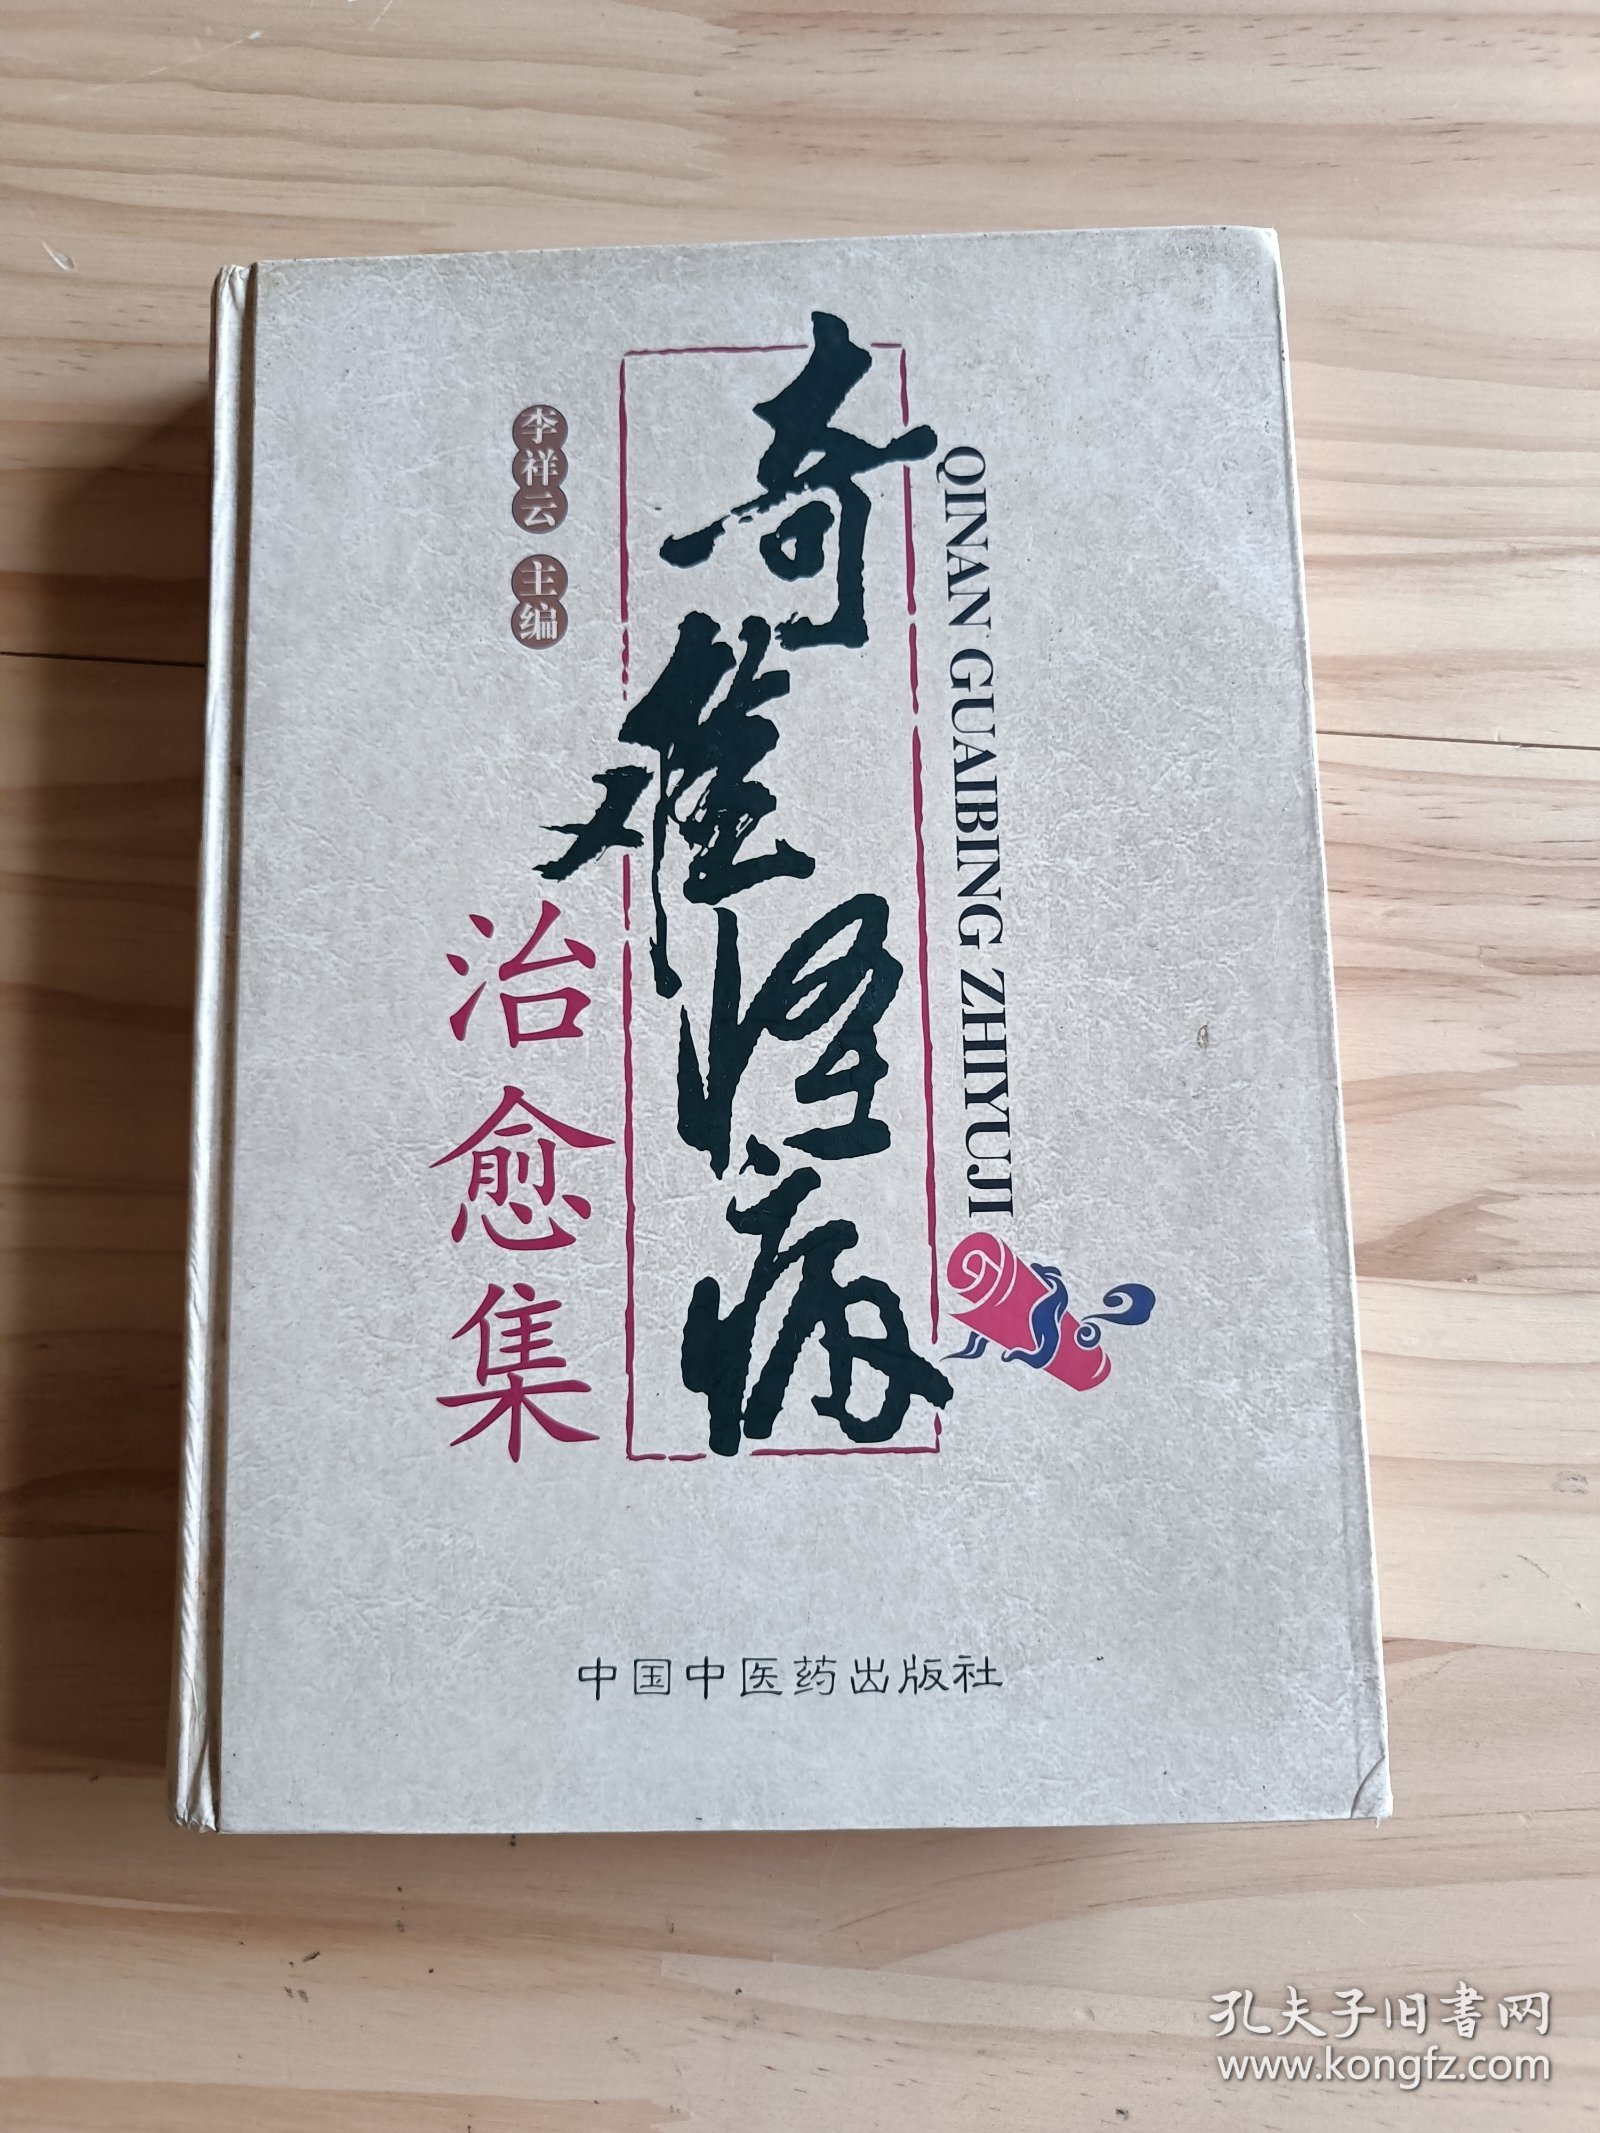 QINAN GUAIBING ZHIYUJI
奇难怪病
治愈集
李祥云 主编
中国中医药出版社
孔夫子旧書网
www.kongfz.com